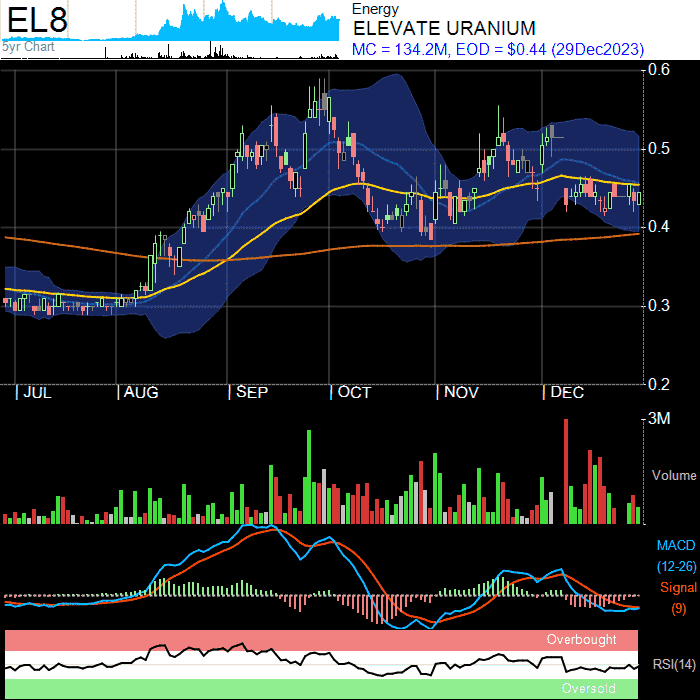 EL8
5yr Chart
Energy
ELEVATE URANIUM
MC = 134.2M, EOD = $0.44 (29Dec2023)
0.6
0.5
0.4
0.3
0.2
JUL AUG SEP OCT NOV DEC
3M
Volume
MACD
(12-26)
Signal
(9)
Overbought
RSI(14)
Oversold